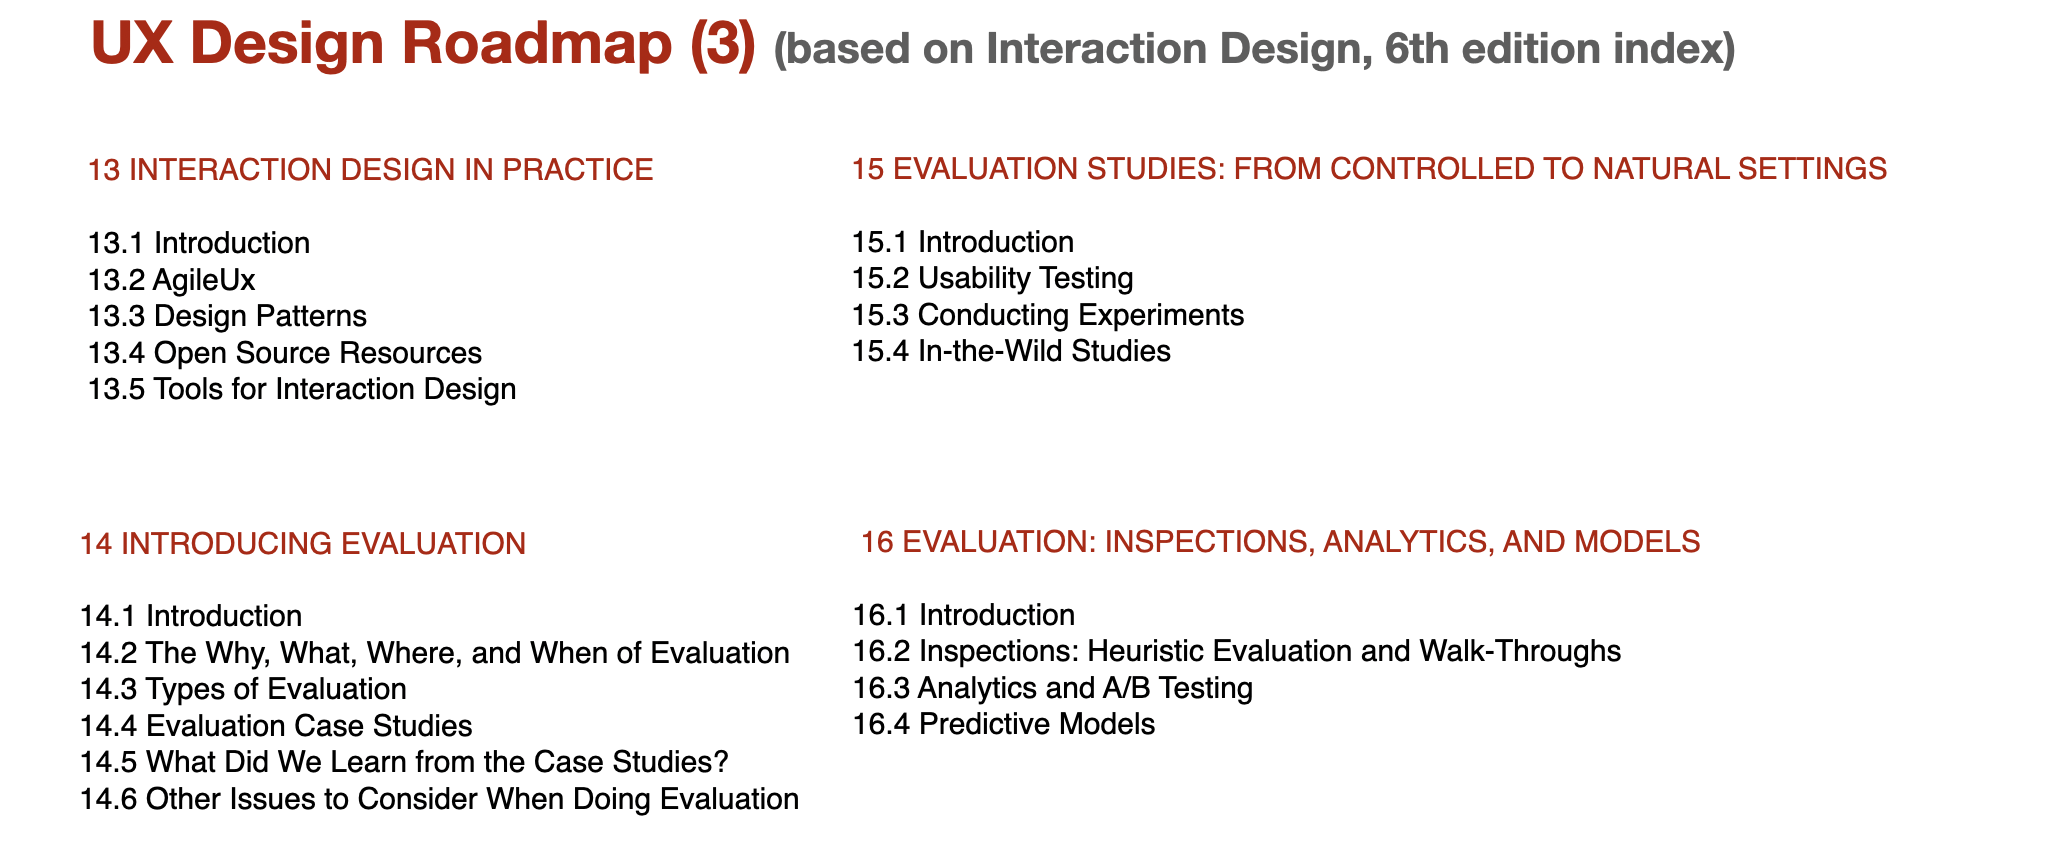 UX Design Roadmap (3) (based on Interaction Design, 6th edition index)
13 INTERACTION DESIGN IN PRACTICE
13.1 Introduction
13.2 AgileUx
13.3 Design Patterns
13.4 Open Source Resources
13.5 Tools for Interaction Design
14 INTRODUCING EVALUATION
14.1 Introduction
14.2 The Why, What, Where, and When of Evaluation
14.3 Types of Evaluation
14.4 Evaluation Case Studies
14.5 What Did We Learn from the Case Studies?
14.6 Other Issues to Consider When Doing Evaluation
15 EVALUATION STUDIES: FROM CONTROLLED TO NATURAL SETTINGS
15.1 Introduction
15.2 Usability Testing
15.3 Conducting Experiments
15.4 In-the-Wild Studies
16 EVALUATION: INSPECTIONS, ANALYTICS, AND MODELS
16.1 Introduction
16.2 Inspections: Heuristic Evaluation and Walk-Throughs
16.3 Analytics and A/B Testing
16.4 Predictive Models